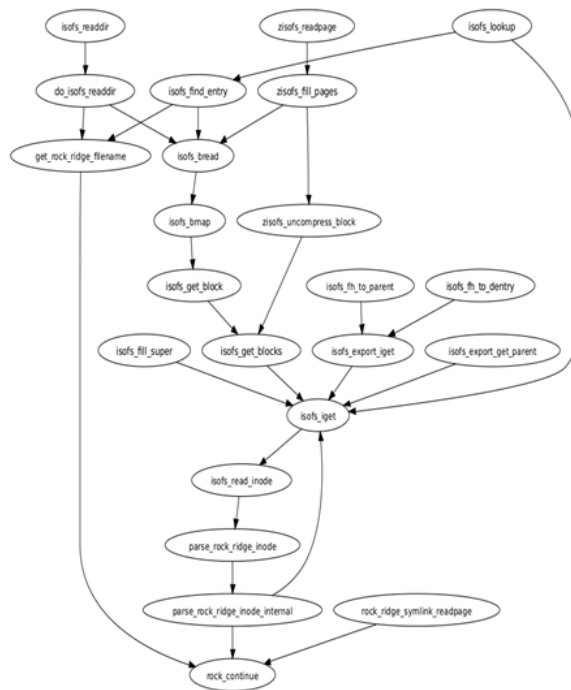 isofs_readdir
zisofs_readpage
isofs_lookup
do_isofs_readdir
isofs_find_entry
zisofs_fill_pages
get_rock_ridge_filename
isofs_bread
isofs_bmap
zisofs_uncompress_block
isofs_get_block
isofs_fh_to_parent
isofs_fh_to_dentry
isofs_fill_super
isofs_get_blocks
isofs_export_iget
isofs_export_get_parent
isofs_iget
isofs_read_inode
parse_rock_ridge_inode
parse_rock_ridge_inode_internal
rock_ridge_symlink_readpage
rock_continue